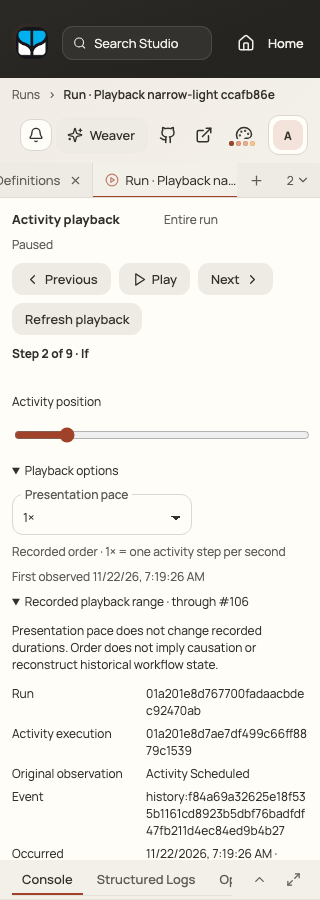 Search Studio
Home
Runs > Run · Playback narrow-light ccafb86e
Weaver
A
Definitions
Run · Playback na...
2
Activity playback
Entire run
Paused
Previous
Play
Next
Refresh playback
Step 2 of 9 · If
Activity position
Playback options
Presentation pace
1×
Recorded order · 1× = one activity step per second
First observed 11/22/26, 7:19:26 AM
Recorded playback range · through #106
Presentation pace does not change recorded
durations. Order does not imply causation or
reconstruct historical workflow state.
Run
01a201e8d767700fadaacbde
c92470ab
Activity execution
01a201e8d7ae7df499c66ff88
79c1539
Original observation
Activity Scheduled
Event
history:f84a69a32625e18f53
5b1161cd8923b5dbf76badfdf
47fb211d4ec84ed9b4b27
Occurred
11/22/26, 7:19:26 AM ·
Console
Structured Logs